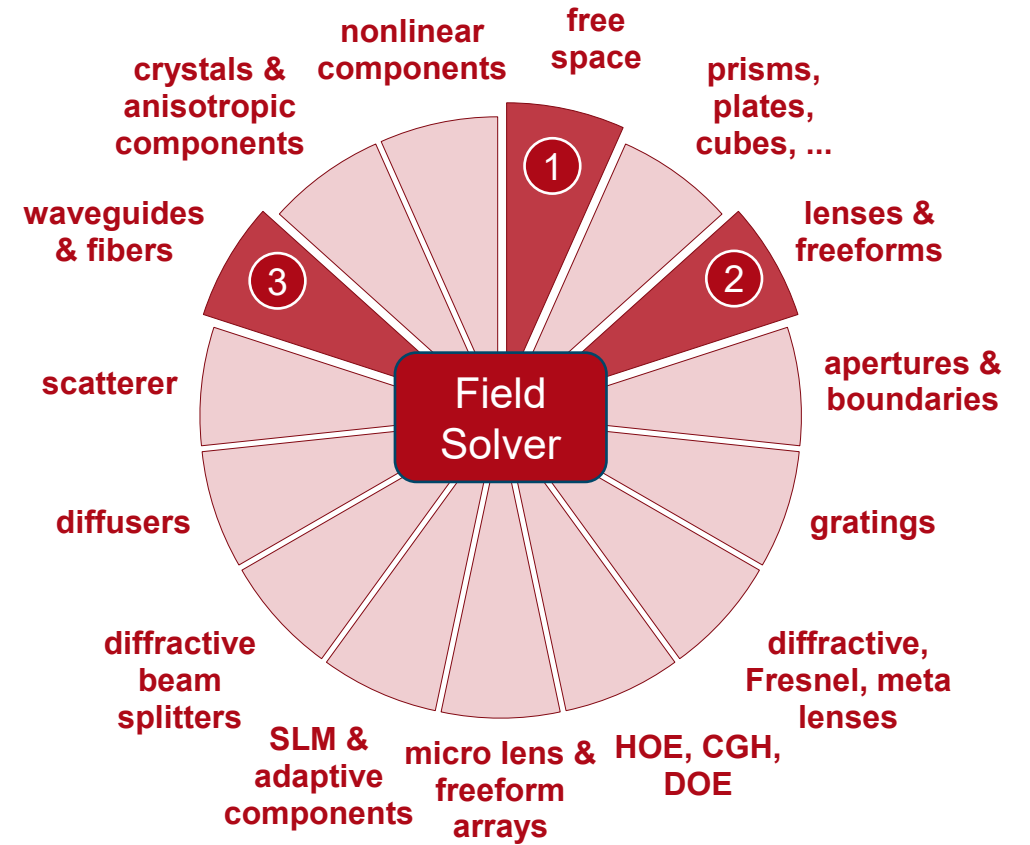 free
space
prisms,
plates,
cubes, ...
lenses &
freeforms
apertures &
boundaries
gratings
diffractive,
Fresnel, meta
lenses
HOE, CGH,
DOE
micro lens &
freeform
arrays
SLM &
adaptive
components
diffractive
beam
splitters
diffusers
scatterer
waveguides
& fibers
crystals &
anisotropic
components
nonlinear
components
1
2
3
Field
Solver